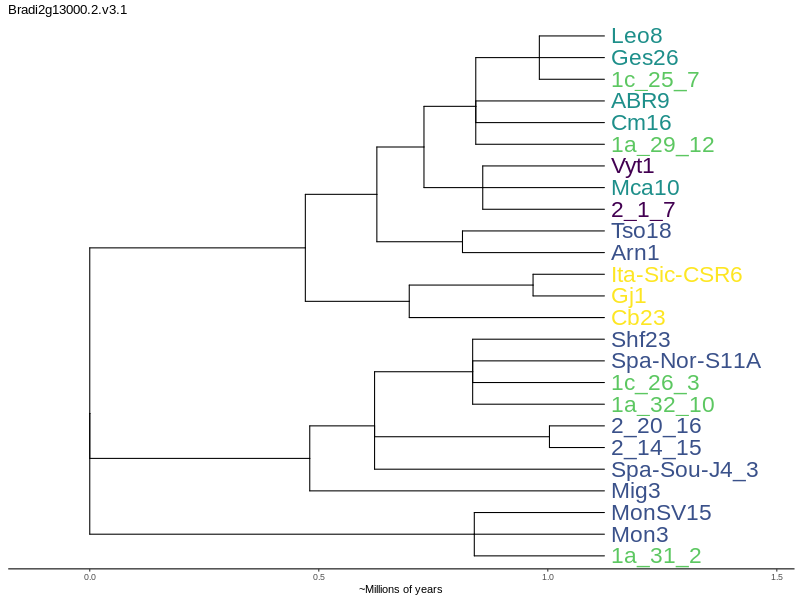 Bradi2g13000.2.v3.1
Leo8
Ges26
1c_25_7
ABR9
Cm16
1a_29_12
Vyt1
Mca10
2_1_7
Tso18
Arn1
Ita-Sic-CSR6
Gj1
Cb23
Shf23
Spa-Nor-S11A
1c_26_3
1a_32_10
2_20_16
2_14_15
Spa-Sou-J4_3
Mig3
MonSV15
Mon3
1a_31_2
0.0 0.5 1.0 1.5
~Millions of years